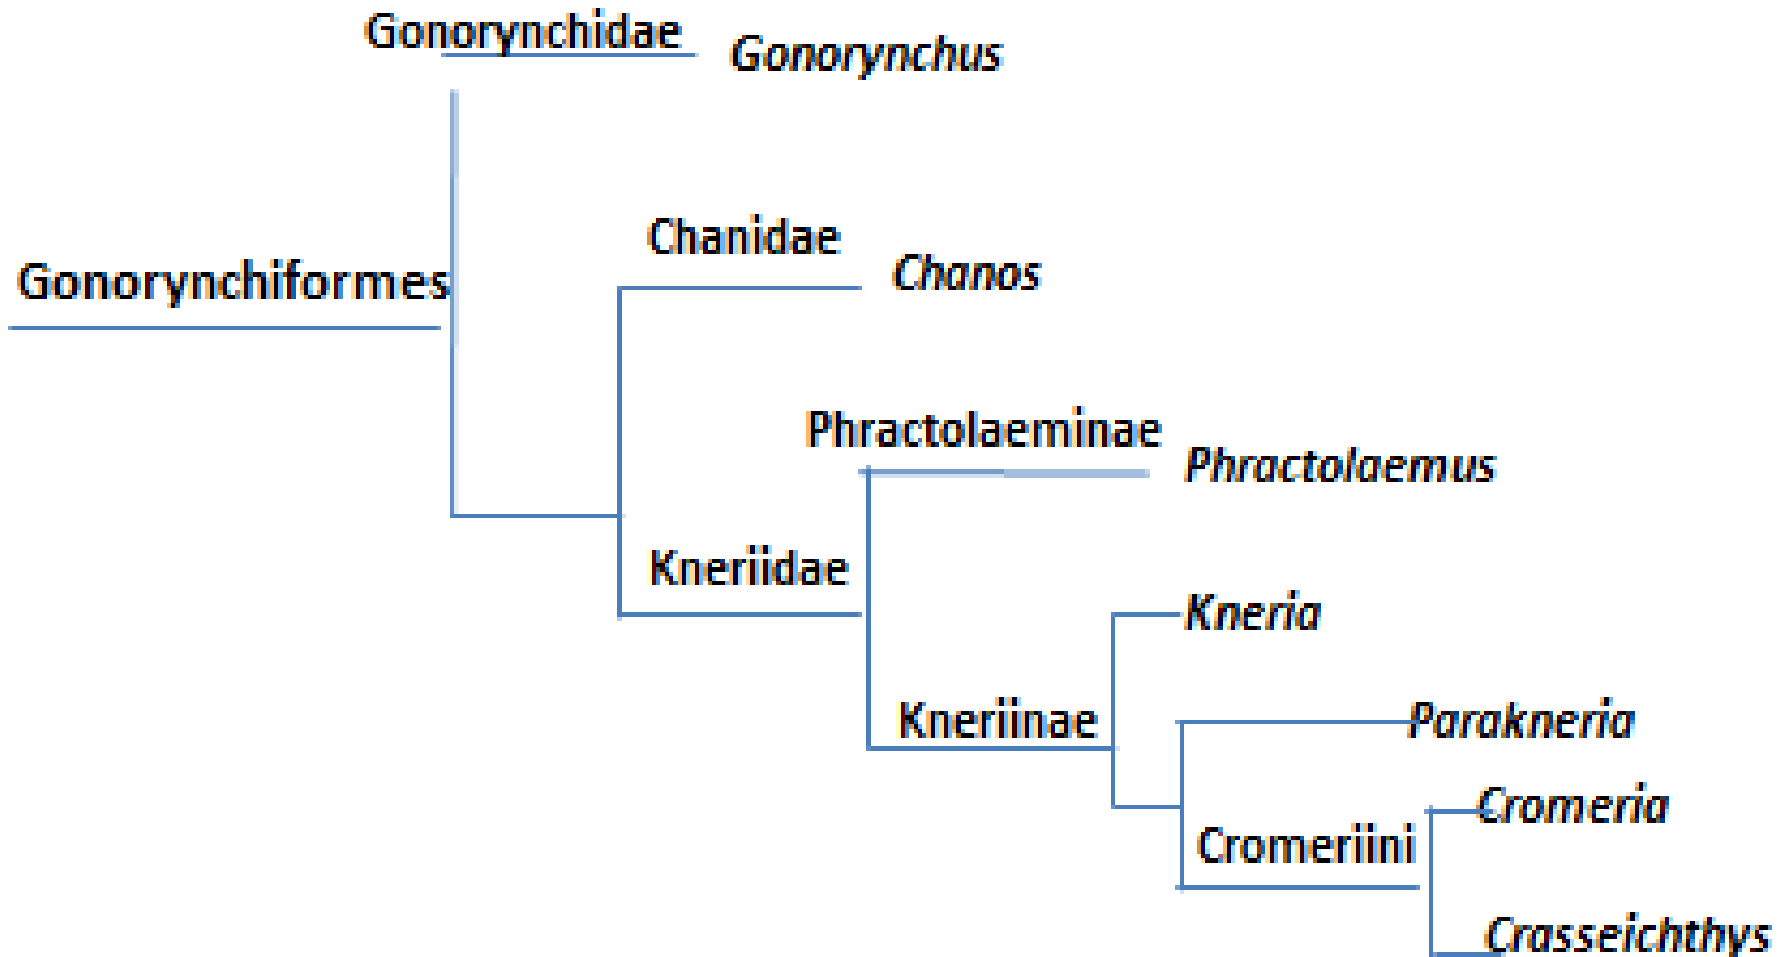 Gonorynchidae
Gonorynchus
Chanidae
Chanos
Gonorynchiformes
Phractolaeminae
Phractolaemus
Kneriidae
Kneria
Kneriinae
Parakneria
Cromeria
Cromeriini
Crasseichthys